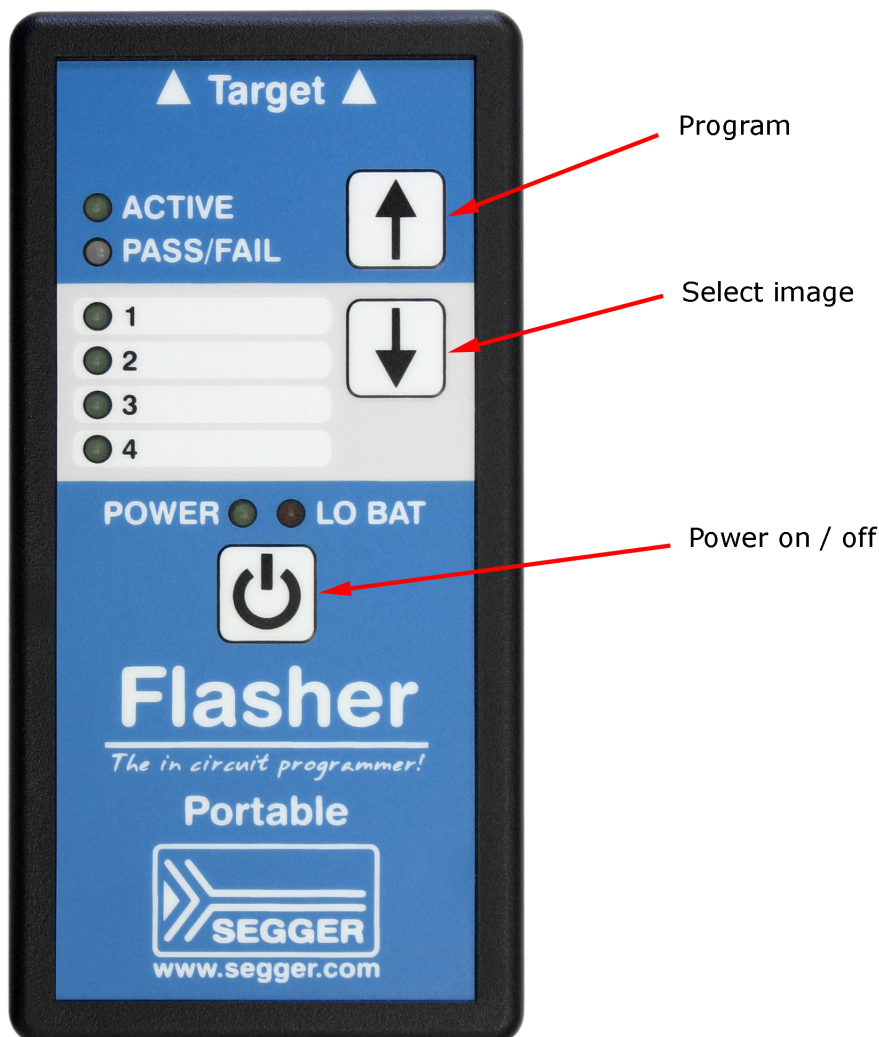 Target
Program
ACTIVE
PASS/FAIL
Select image
1
2
3
4
POWER
LO BAT
Power on / off
Flasher
The in circuit programmer!
Portable
SEGGER
www.segger.com